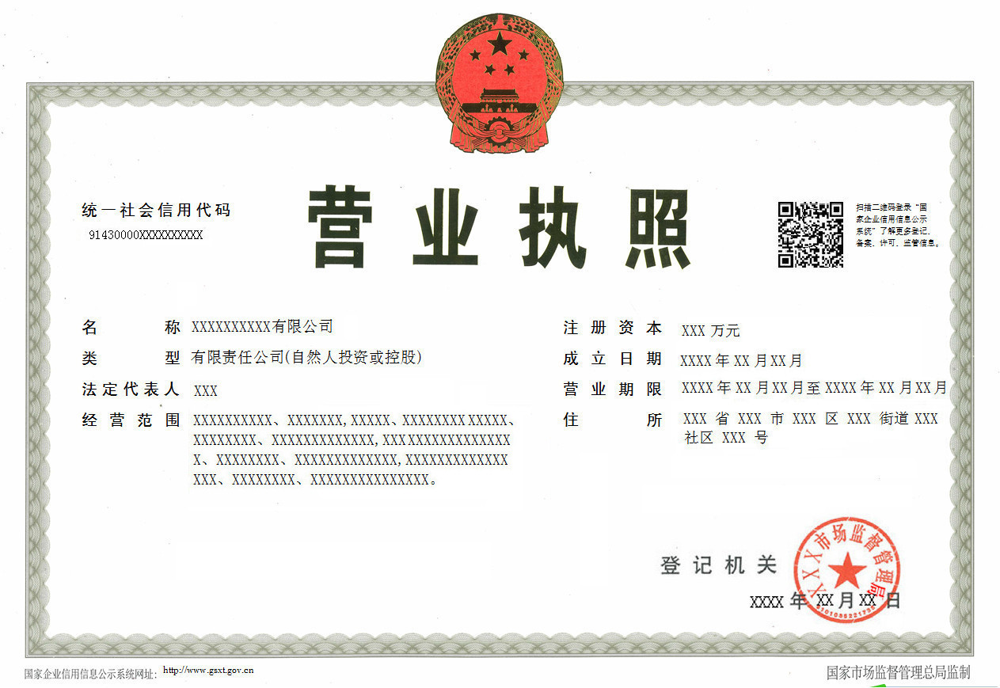 营业执照
统一社会信用代码
91430000XXXXXXXXXX
扫描二维码登录“国
家企业信用信息公示
系统”了解更多登记、
备案、许可、监管信息。
名称 XXXXXXXXXX有限公司
类型 有限责任公司(自然人投资或控股)
法定代表人 XXX
经营范围 XXXXXXXXXX、XXXXXXX,XXXXX、XXXXXXXX XXXXX、
XXXXXXXX、XXXXXXXXXXXXX,XXX XXXXXXXXXXXXX
X、XXXXXXXX、XXXXXXXXXXXXX,XXXXXXXXXXXXX
XXX、XXXXXXXX、XXXXXXXXXXXXXXX。
注册资本 XXX 万元
成立日期 XXXX 年 XX 月 XX 月
营业期限 XXXX 年 XX 月 XX 月至 XXXX 年 XX 月 XX 月
住所 XXX 省 XXX 市 XXX 区 XXX 街道 XXX
社区 XXX 号
登记机关
XXX市场监督管理局
XXXX 年 XX 月 XX 日
国家企业信用信息公示系统网址: http://www.gsxt.gov.cn
国家市场监督管理总局监制